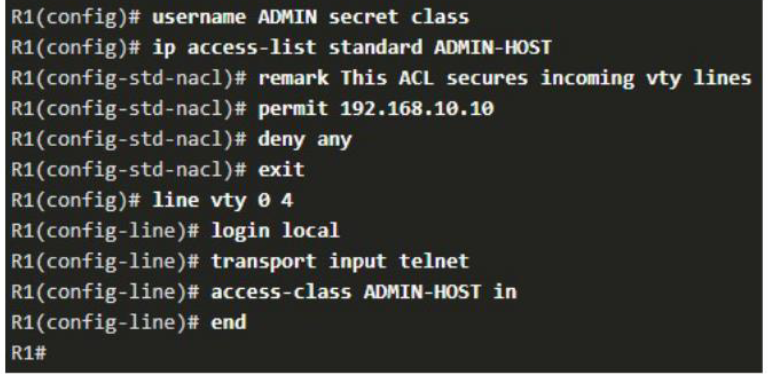 R1(config)# username ADMIN secret class
R1(config)# ip access-list standard ADMIN-HOST
R1(config-std-nacl)# remark This ACL secures incoming vty lines
R1(config-std-nacl)# permit 192.168.10.10
R1(config-std-nacl)# deny any
R1(config-std-nacl)# exit
R1(config)# line vty 0 4
R1(config-line)# login local
R1(config-line)# transport input telnet
R1(config-line)# access-class ADMIN-HOST in
R1(config-line)# end
R1#